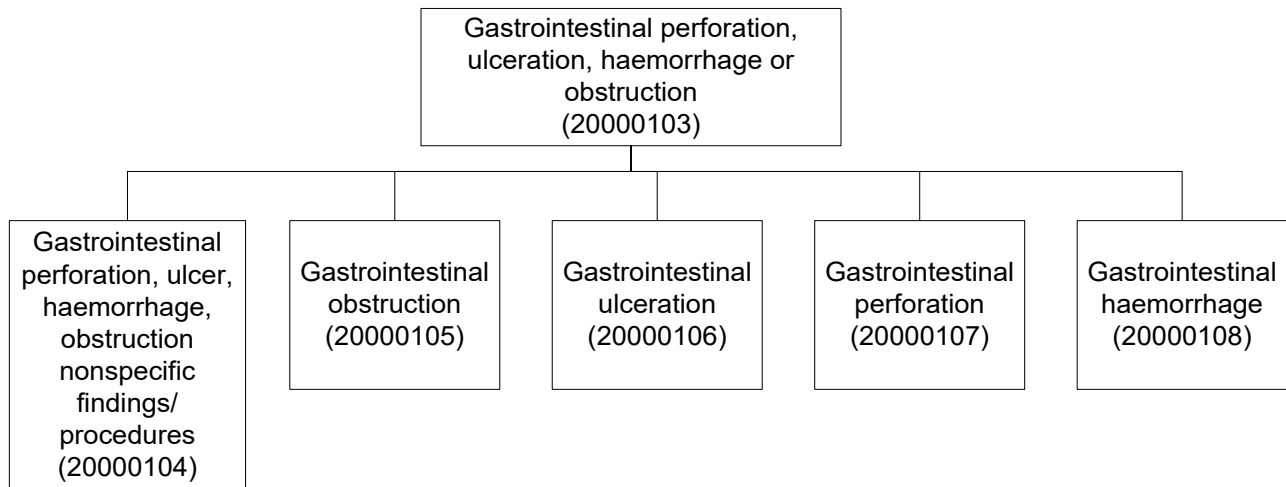 Gastrointestinal perforation,
ulceration, haemorrhage or
obstruction
(20000103)
Gastrointestinal
perforation, ulcer,
haemorrhage,
obstruction
nonspecific
findings/
procedures
(20000104)
Gastrointestinal
obstruction
(20000105)
Gastrointestinal
ulceration
(20000106)
Gastrointestinal
perforation
(20000107)
Gastrointestinal
haemorrhage
(20000108)